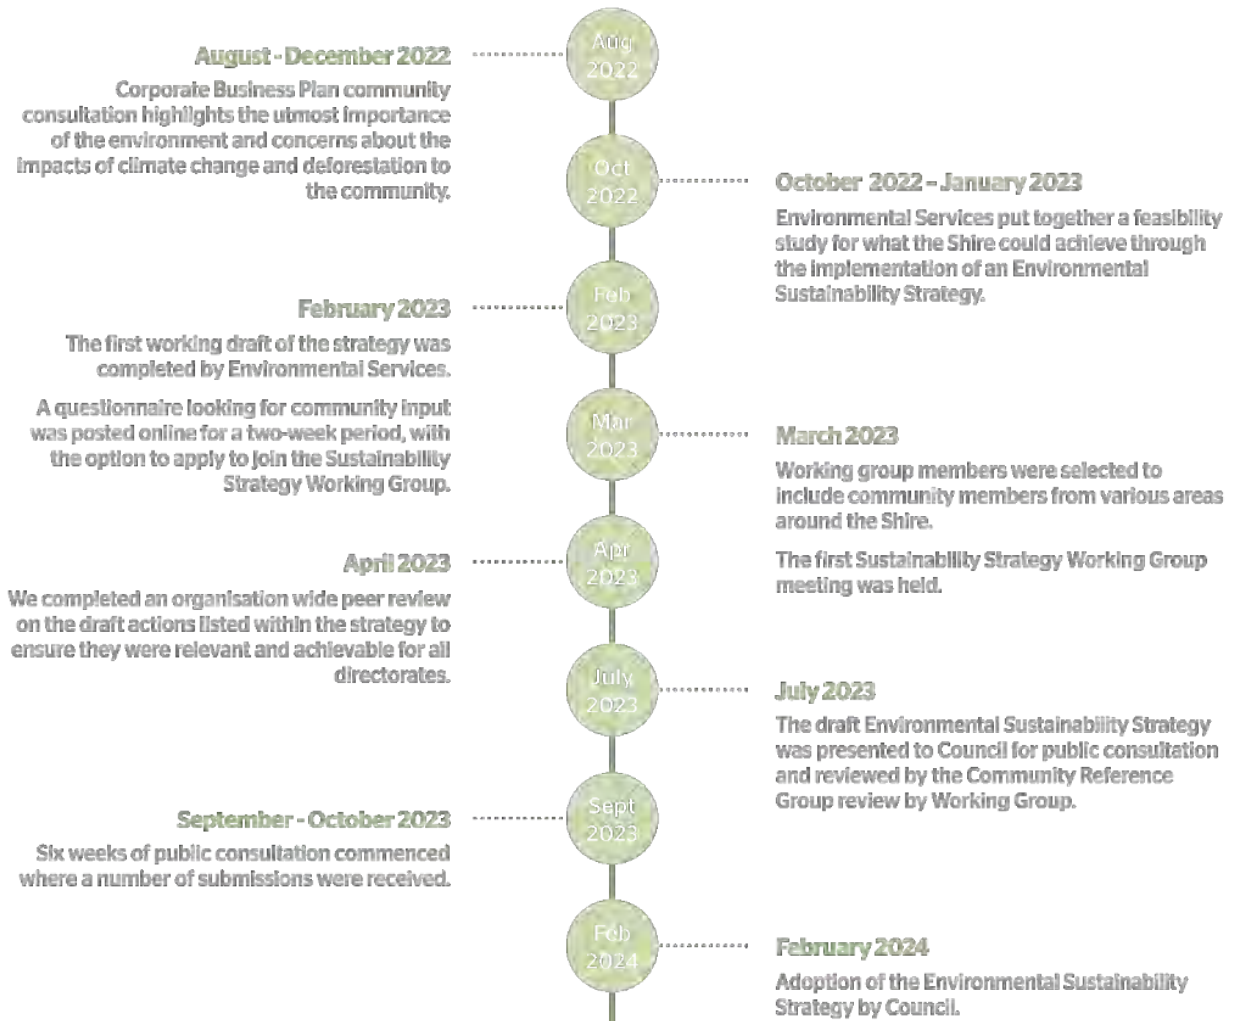 Aug
2022
August - December 2022
Corporate Business Plan community
consultation highlights the utmost importance
of the environment and concerns about the
impacts of climate change and deforestation to
the community.
Oct
2022
October 2022 – January 2023
Environmental Services put together a feasibility
study for what the Shire could achieve through
the implementation of an Environmental
Sustainability Strategy.
Feb
2023
February 2023
The first working draft of the strategy was
completed by Environmental Services.
A questionnaire looking for community input
was posted online for a two-week period, with
the option to apply to join the Sustainability
Strategy Working Group.
Mar
2023
March 2023
Working group members were selected to
include community members from various areas
around the Shire.
The first Sustainability Strategy Working Group
meeting was held.
Apr
2023
April 2023
We completed an organisation wide peer review
on the draft actions listed within the strategy to
ensure they were relevant and achievable for all
directorates.
July
2023
July 2023
The draft Environmental Sustainability Strategy
was presented to Council for public consultation
and reviewed by the Community Reference
Group review by Working Group.
Sept
2023
September - October 2023
Six weeks of public consultation commenced
where a number of submissions were received.
Feb
2024
February 2024
Adoption of the Environmental Sustainability
Strategy by Council.